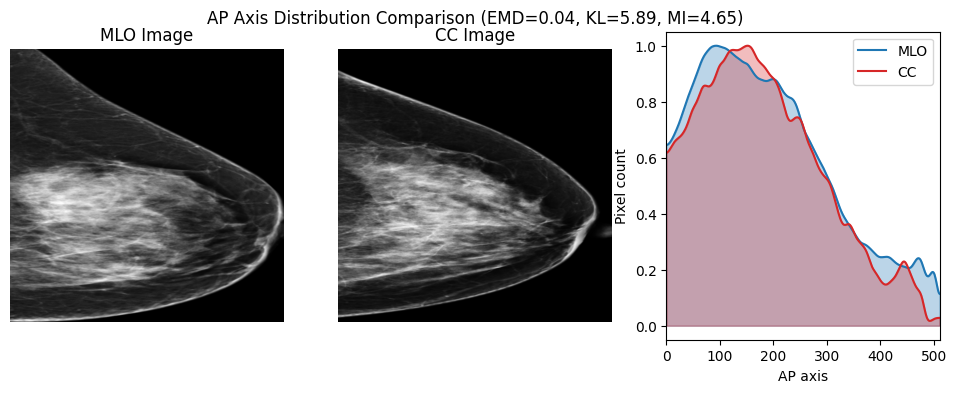 AP Axis Distribution Comparison (EMD=0.04, KL=5.89, MI=4.65)
MLO Image
CC Image
MLO
CC
Pixel count
1.0
0.8
0.6
0.4
0.2
0.0
0 100 200 300 400 500
AP axis